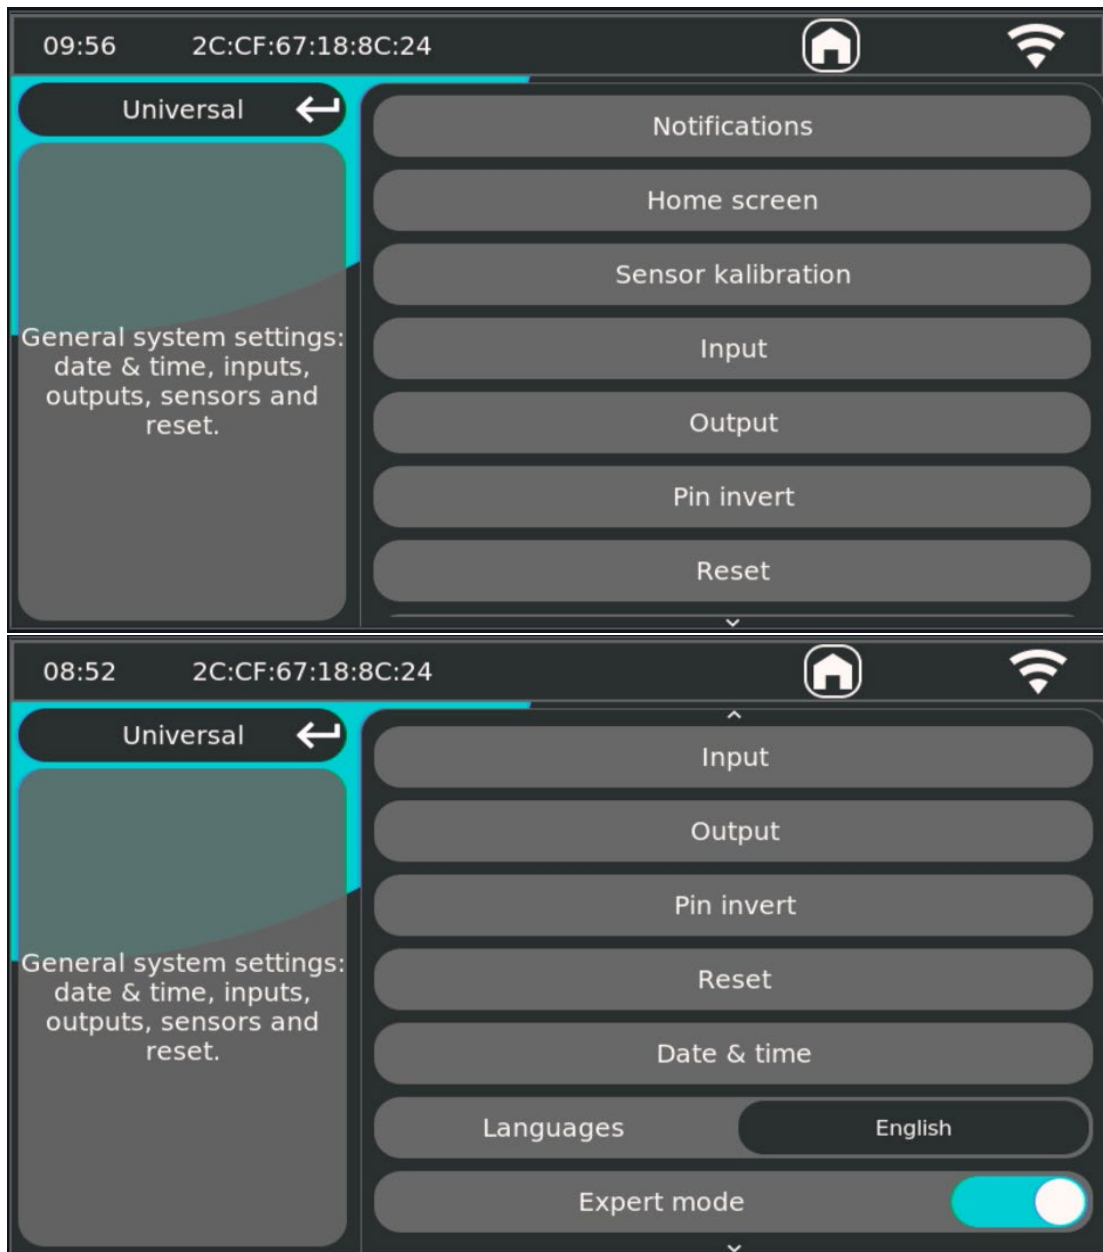 09:56 2C:CF:67:18:8C:24
Universal
General system settings:
date & time, inputs,
outputs, sensors and
reset.
Notifications
Home screen
Sensor kalibration
Input
Output
Pin invert
Reset
08:52 2C:CF:67:18:8C:24
Universal
General system settings:
date & time, inputs,
outputs, sensors and
reset.
Input
Output
Pin invert
Reset
Date & time
Languages English
Expert mode